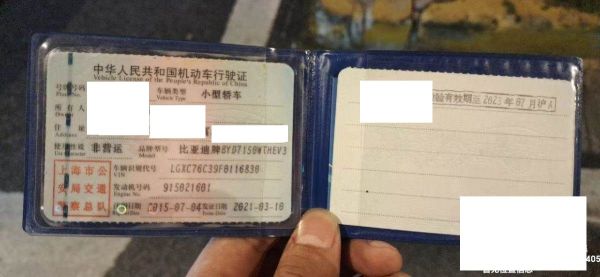 中华人民共和国机动车行驶证
Vehicle License of the People's Republic of China
号牌号码 车辆类型 小型轿车
Vehicle Type
所有人
住 址
Address
使用性质 非营运 品牌型号 比亚迪牌BYD7150WTHEV3
Model
上海市公安局交通警察总队
车辆识别代号 LGXC76C39F0116830
VIN
发动机号码 915021601
Engine No.
注册日期 2015-07-04 发证日期 2021-03-10
Issue Date
检验有效期至2023年07月沪A